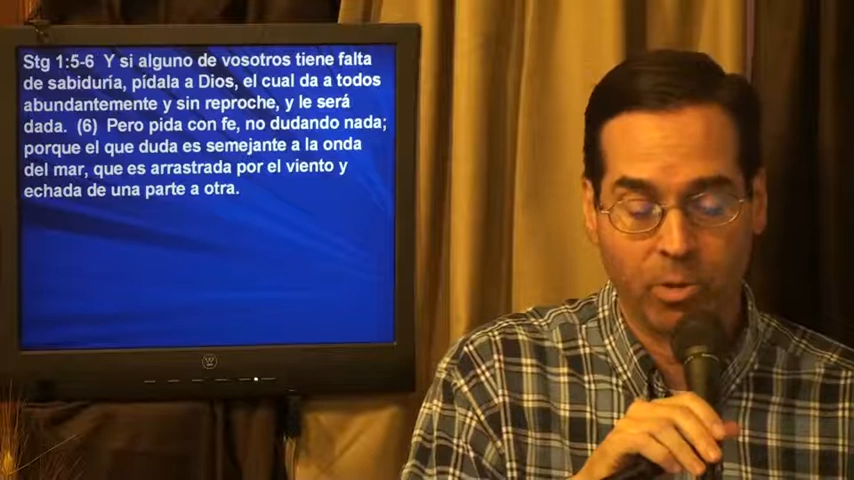 Stg 1:5-6 Y si alguno de vosotros tiene falta
de sabiduría, pídala a Dios, el cual da a todos
abundantemente y sin reproche, y le será
dada. (6) Pero pida con fe, no dudando nada;
porque el que duda es semejante a la onda
del mar, que es arrastrada por el viento y
echada de una parte a otra.